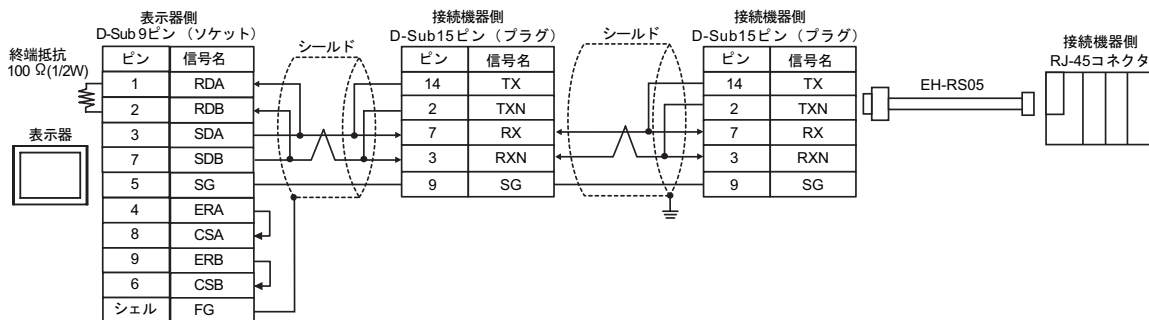 表示器側
D-Sub 9ピン （ソケット）
終端抵抗
100 Ω(1/2W)
表示器
ピン 信号名
1 RDA
2 RDB
3 SDA
7 SDB
5 SG
4 ERA
8 CSA
9 ERB
6 CSB
シェル FG
シールド
接続機器側
D-Sub15ピン（プラグ）
ピン 信号名
14 TX
2 TXN
7 RX
3 RXN
9 SG
シールド
接続機器側
D-Sub15ピン（プラグ）
ピン 信号名
14 TX
2 TXN
7 RX
3 RXN
9 SG
EH-RS05
接続機器側
RJ-45コネクタ